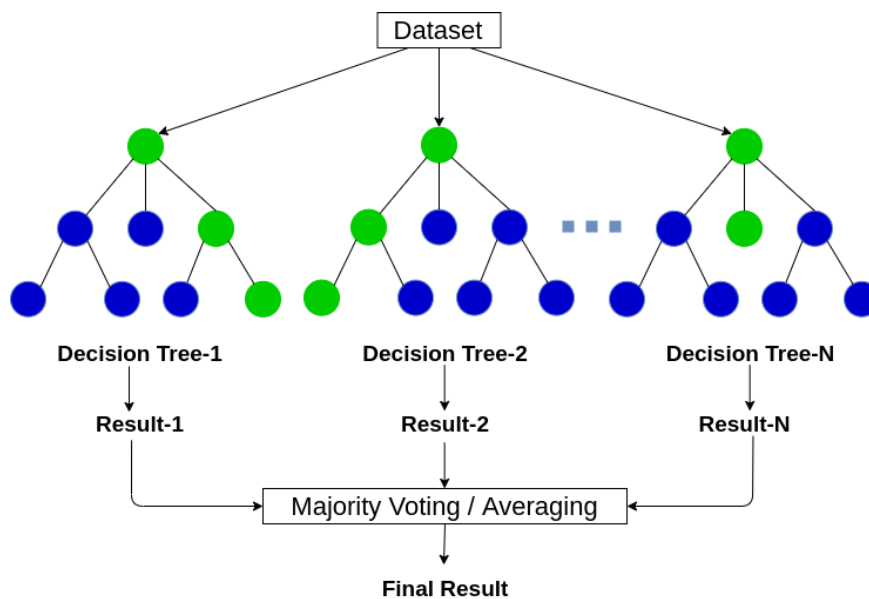 Dataset
Decision Tree-1
Decision Tree-2
Decision Tree-N
Result-1
Result-2
Result-N
Majority Voting / Averaging
Final Result